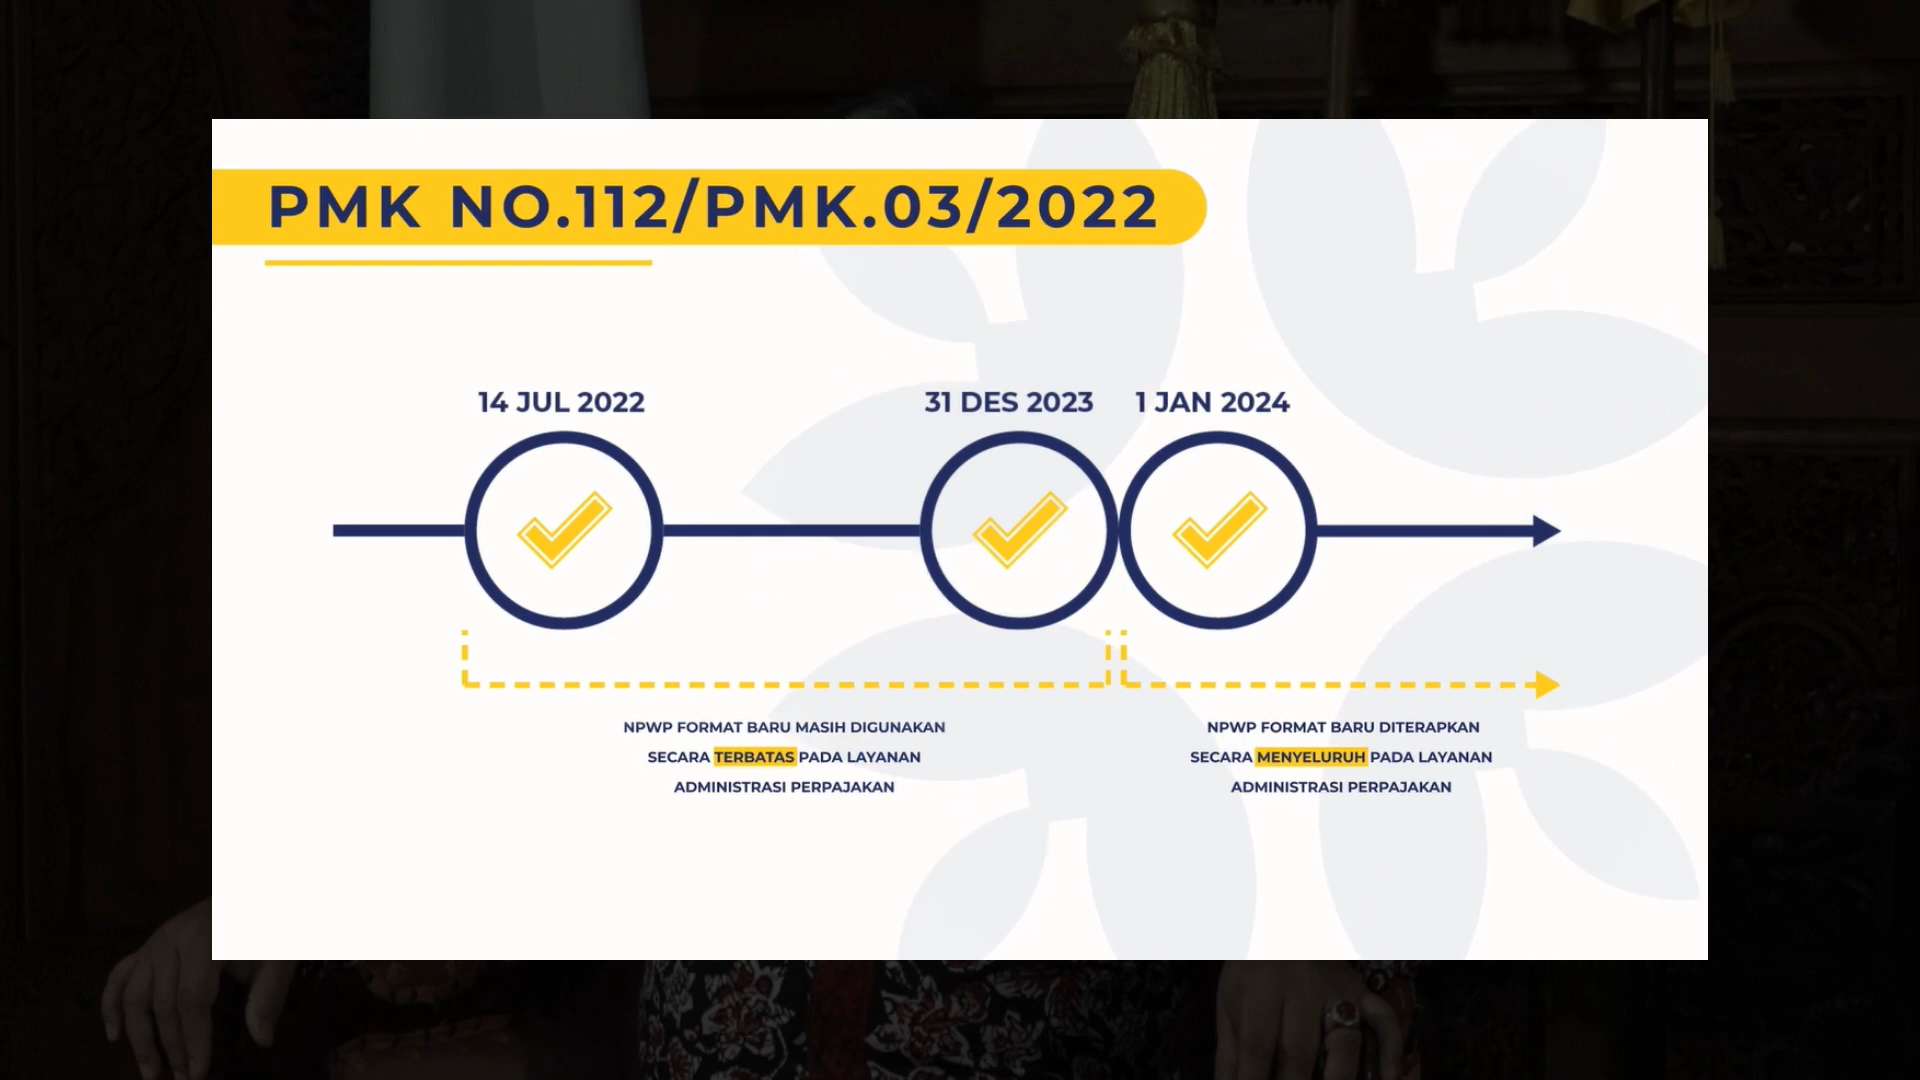 PMK NO.112/PMK.03/2022
14 JUL 2022
31 DES 2023
1 JAN 2024
NPWP FORMAT BARU MASIH DIGUNAKAN
SECARA TERBATAS PADA LAYANAN
ADMINISTRASI PERPAJAKAN
NPWP FORMAT BARU DITERAPKAN
SECARA MENYELURUH PADA LAYANAN
ADMINISTRASI PERPAJAKAN